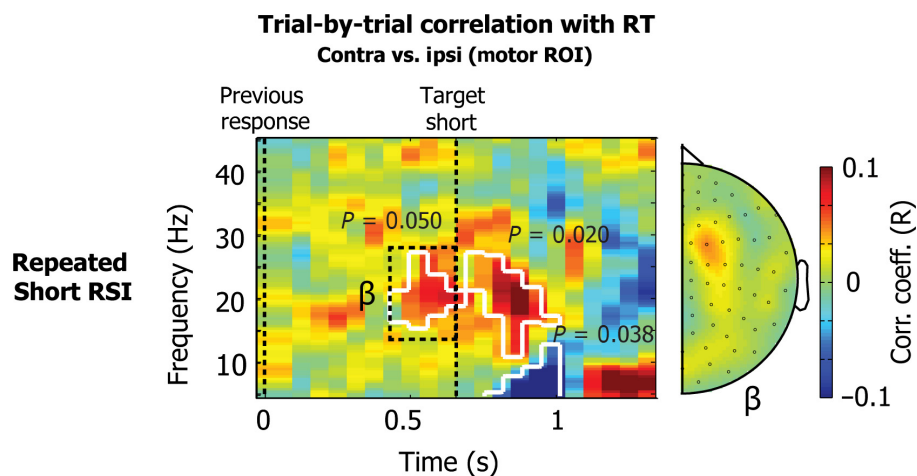 Trial-by-trial correlation with RT
Contra vs. ipsi (motor ROI)
Previous
response
Target
short
Repeated
Short RSI
Frequency (Hz)
40
30
20
10
P = 0.050
P = 0.020
β
P = 0.038
0
0.5
1
Time (s)
β
0.1
0
−0.1
Corr. coeff. (R)